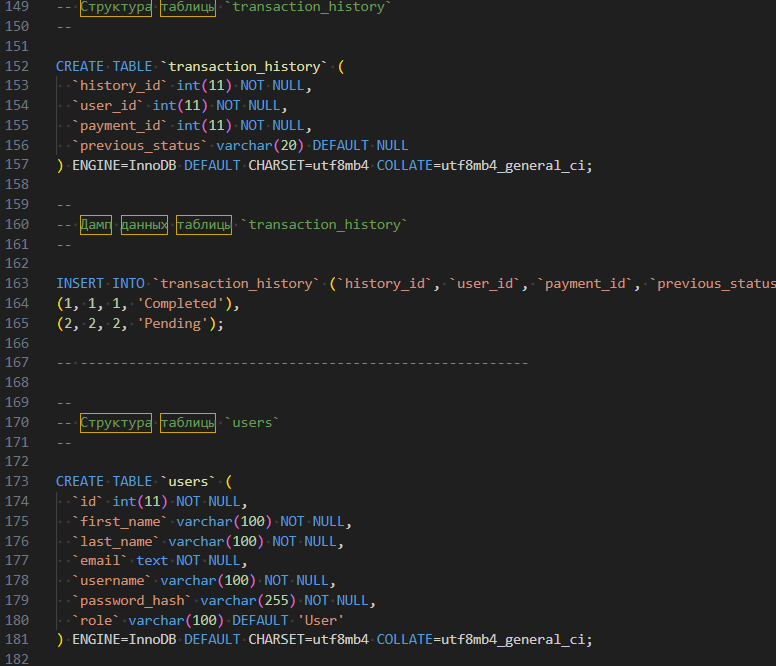 149 -- Структура таблицы `transaction_history`
150 --
151
152 CREATE TABLE `transaction_history` (
153   `history_id` int(11) NOT NULL,
154   `user_id` int(11) NOT NULL,
155   `payment_id` int(11) NOT NULL,
156   `previous_status` varchar(20) DEFAULT NULL
157 ) ENGINE=InnoDB DEFAULT CHARSET=utf8mb4 COLLATE=utf8mb4_general_ci;
158
159 --
160 -- Дамп данных таблицы `transaction_history`
161 --
162
163 INSERT INTO `transaction_history` (`history_id`, `user_id`, `payment_id`, `previous_status
164 (1, 1, 1, 'Completed'),
165 (2, 2, 2, 'Pending');
166
167 -- --------------------------------------------------------
168
169 --
170 -- Структура таблицы `users`
171 --
172
173 CREATE TABLE `users` (
174   `id` int(11) NOT NULL,
175   `first_name` varchar(100) NOT NULL,
176   `last_name` varchar(100) NOT NULL,
177   `email` text NOT NULL,
178   `username` varchar(100) NOT NULL,
179   `password_hash` varchar(255) NOT NULL,
180   `role` varchar(100) DEFAULT 'User'
181 ) ENGINE=InnoDB DEFAULT CHARSET=utf8mb4 COLLATE=utf8mb4_general_ci;
182